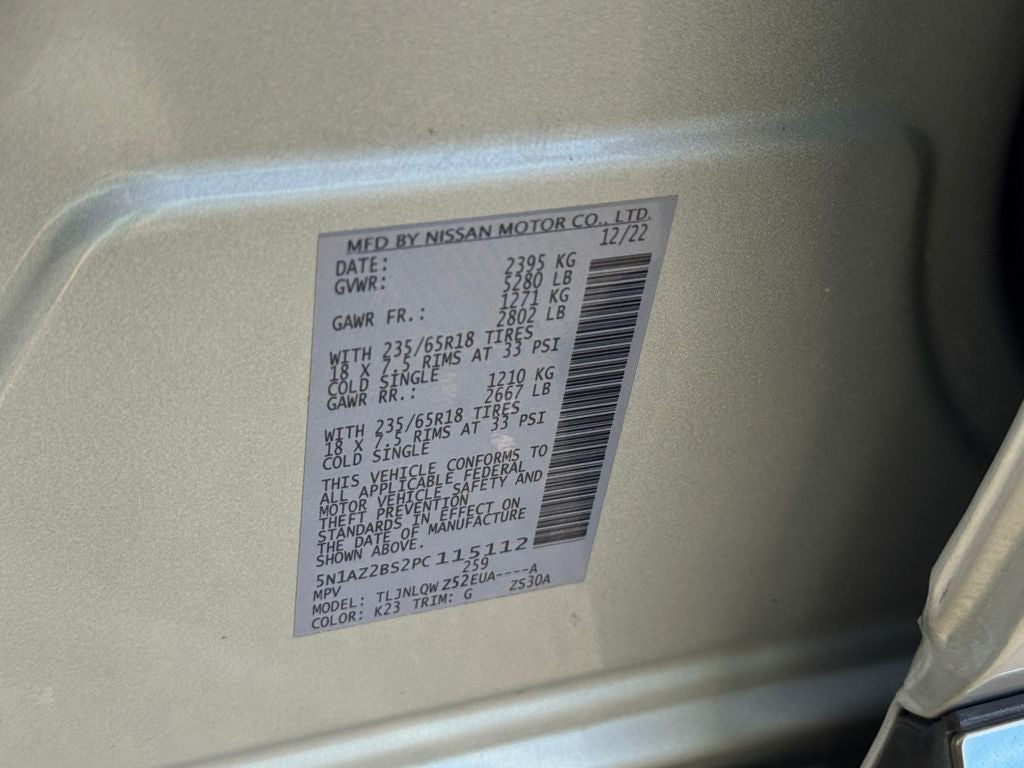 MFD BY NISSAN MOTOR CO., LTD.
DATE: 12/22
GVWR: 2395 KG
5280 LB
GAWR FR.: 1271 KG
2802 LB
WITH 235/65R18 TIRES
18 X 7.5 RIMS AT 33 PSI
COLD SINGLE
GAWR RR.: 1210 KG
2667 LB
WITH 235/65R18 TIRES
18 X 7.5 RIMS AT 33 PSI
COLD SINGLE
THIS VEHICLE CONFORMS TO
ALL APPLICABLE FEDERAL
MOTOR VEHICLE SAFETY AND
THEFT PREVENTION
STANDARDS IN EFFECT ON
THE DATE OF MANUFACTURE
SHOWN ABOVE.
5N1AZ2BS2PC115112
MPV 259
MODEL: TLJNLQWZ52EUA----A
COLOR: K23 TRIM: G ZS30A